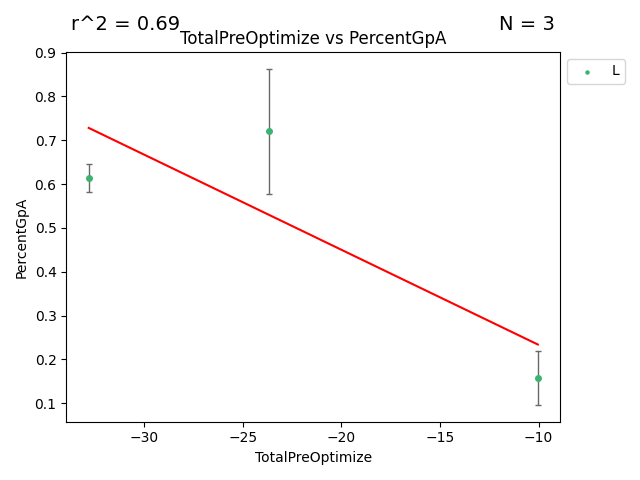 r^2 = 0.69
N = 3
TotalPreOptimize vs PercentGpA
L
0.9
0.8
0.7
0.6
0.5
0.4
0.3
0.2
0.1
PercentGpA
−30
−25
−20
−15
−10
TotalPreOptimize